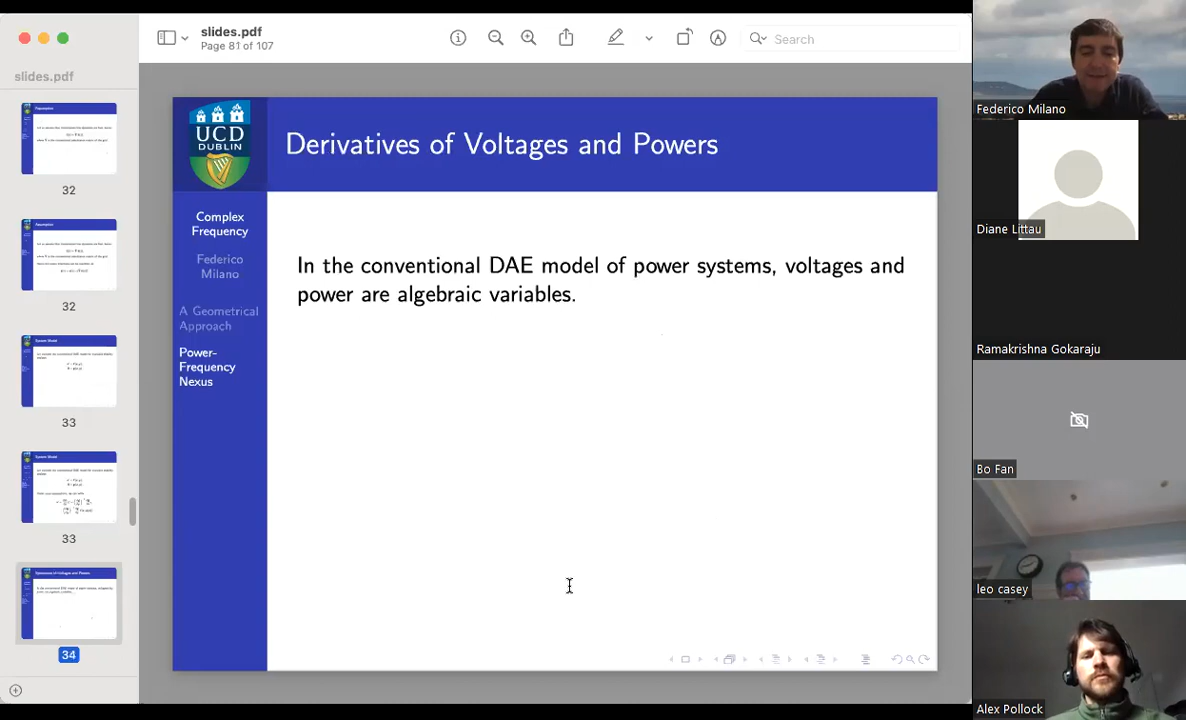 slides.pdf
Page 81 of 107
Search
slides.pdf
32
32
33
33
34
UCD
DUBLIN
Derivatives of Voltages and Powers
Complex
Frequency
Federico
Milano
A Geometrical
Approach
Power-
Frequency
Nexus
In the conventional DAE model of power systems, voltages and
power are algebraic variables.
Federico Milano
Diane Littau
Ramakrishna Gokaraju
Bo Fan
leo casey
Alex Pollock